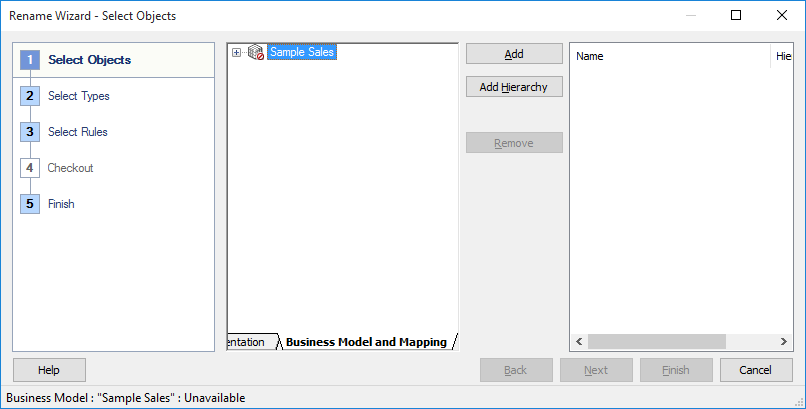 Rename Wizard - Select Objects
1 Select Objects
2 Select Types
3 Select Rules
4 Checkout
5 Finish
Sample Sales
entation
Business Model and Mapping
Add
Add Hierarchy
Remove
Name
Hie
Help
Back
Next
Finish
Cancel
Business Model : "Sample Sales" : Unavailable